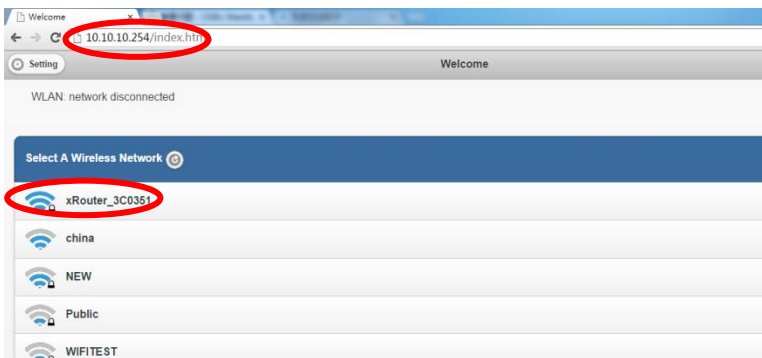 Welcome
10.10.10.254/index.htm
Setting
Welcome
WLAN: network disconnected
Select A Wireless Network
xRouter_3C0351
china
NEW
Public
WIFITEST